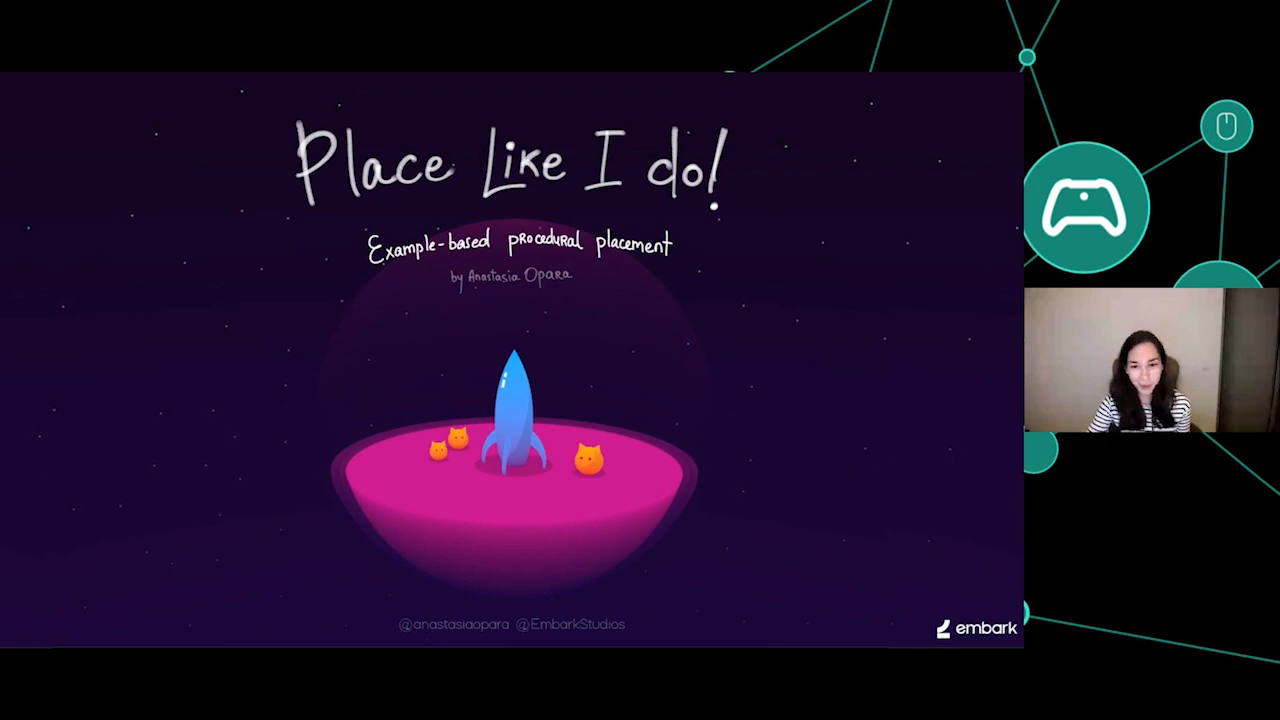 Place Like I do!
Example-based procedural placement
by Anastasia Opara
@anastasiaopara @EmbarkStudios
embark